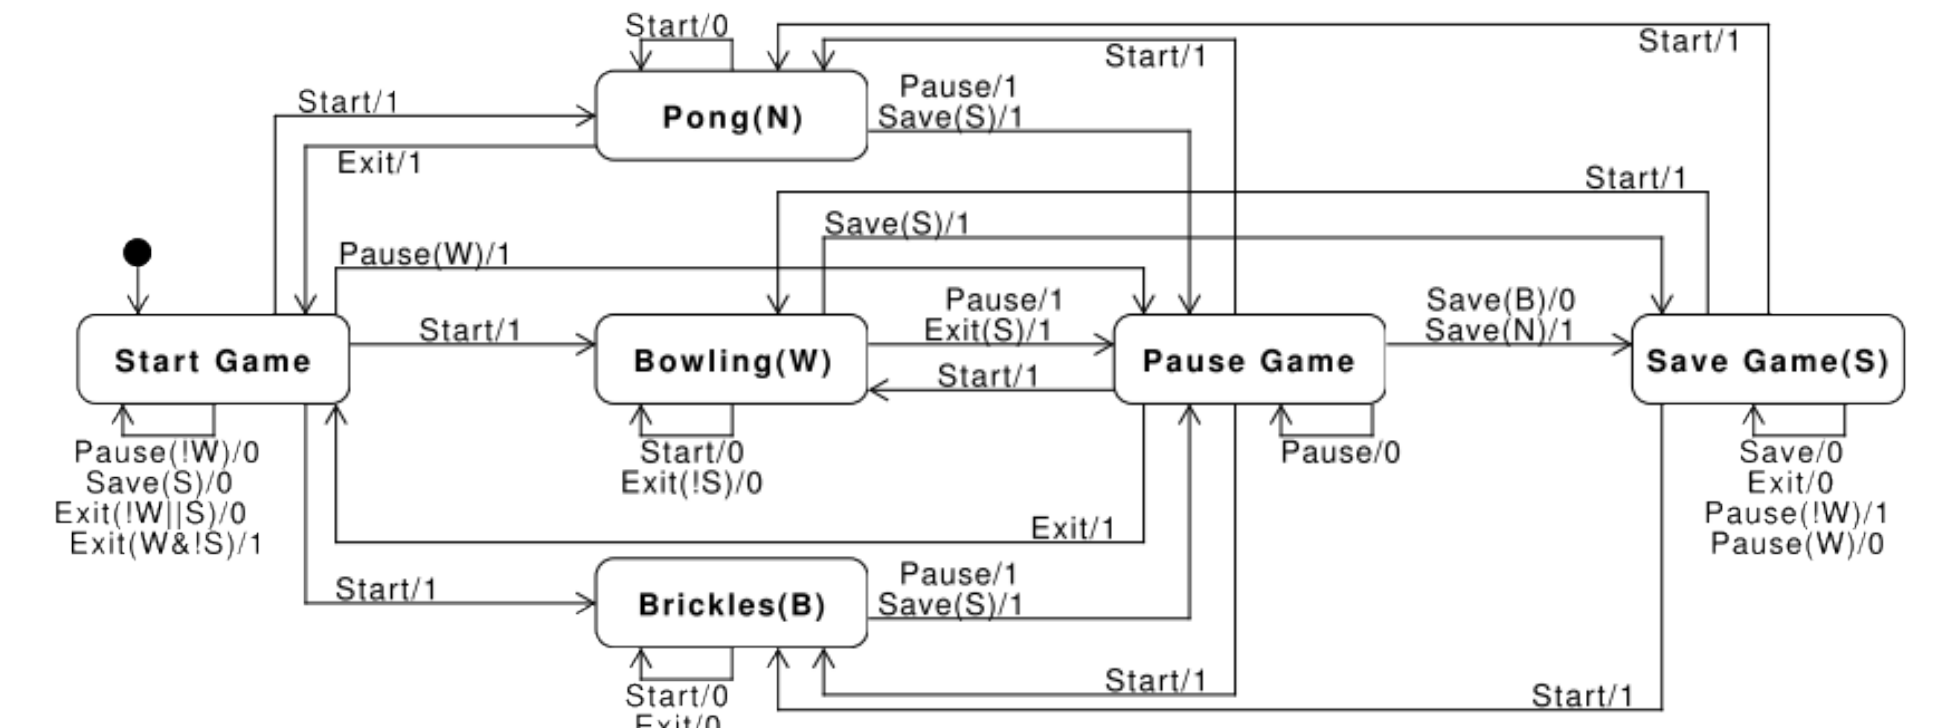 Start/0
Start/1
Start/1
Pause/1
Save(S)/1
Start/1
Pong(N)
Exit/1
Start/1
Save(S)/1
Pause(W)/1
Pause/1
Exit(S)/1
Save(B)/0
Save(N)/1
Start/1
Start Game
Bowling(W)
Pause Game
Save Game(S)
Start/1
Pause(!W)/0
Save(S)/0
Exit(!W||S)/0
Exit(W&!S)/1
Start/0
Exit(!S)/0
Pause/0
Save/0
Exit/0
Pause(!W)/1
Pause(W)/0
Exit/1
Start/1
Brickles(B)
Pause/1
Save(S)/1
Start/0
Exit/0
Start/1
Start/1